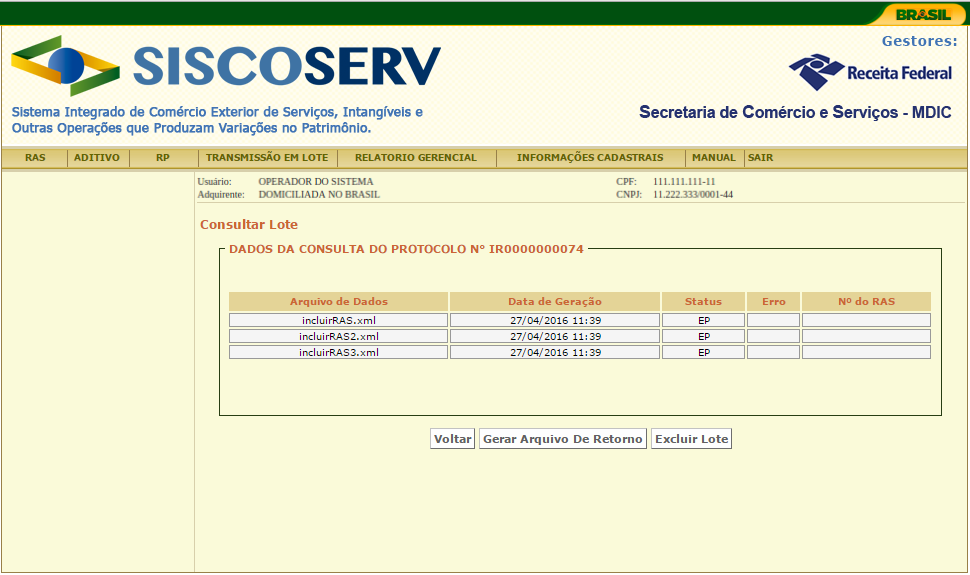 BRASIL
Gestores:
SISCOSERV
Receita Federal
Sistema Integrado de Comércio Exterior de Serviços, Intangíveis e
Outras Operações que Produzam Variações no Patrimônio.
Secretaria de Comércio e Serviços - MDIC
RAS ADITIVO RP TRANSMISSÃO EM LOTE RELATORIO GERENCIAL INFORMAÇÕES CADASTRAIS MANUAL SAIR
Usuário: OPERADOR DO SISTEMA CPF: 111.111.111-11
Adquirente: DOMICILIADA NO BRASIL CNPJ: 11.222.333/0001-44
Consultar Lote
DADOS DA CONSULTA DO PROTOCOLO N° IR0000000074
Arquivo de Dados Data de Geração Status Erro Nº do RAS
incluirRAS.xml 27/04/2016 11:39 EP
incluirRAS2.xml 27/04/2016 11:39 EP
incluirRAS3.xml 27/04/2016 11:39 EP
Voltar Gerar Arquivo De Retorno Excluir Lote